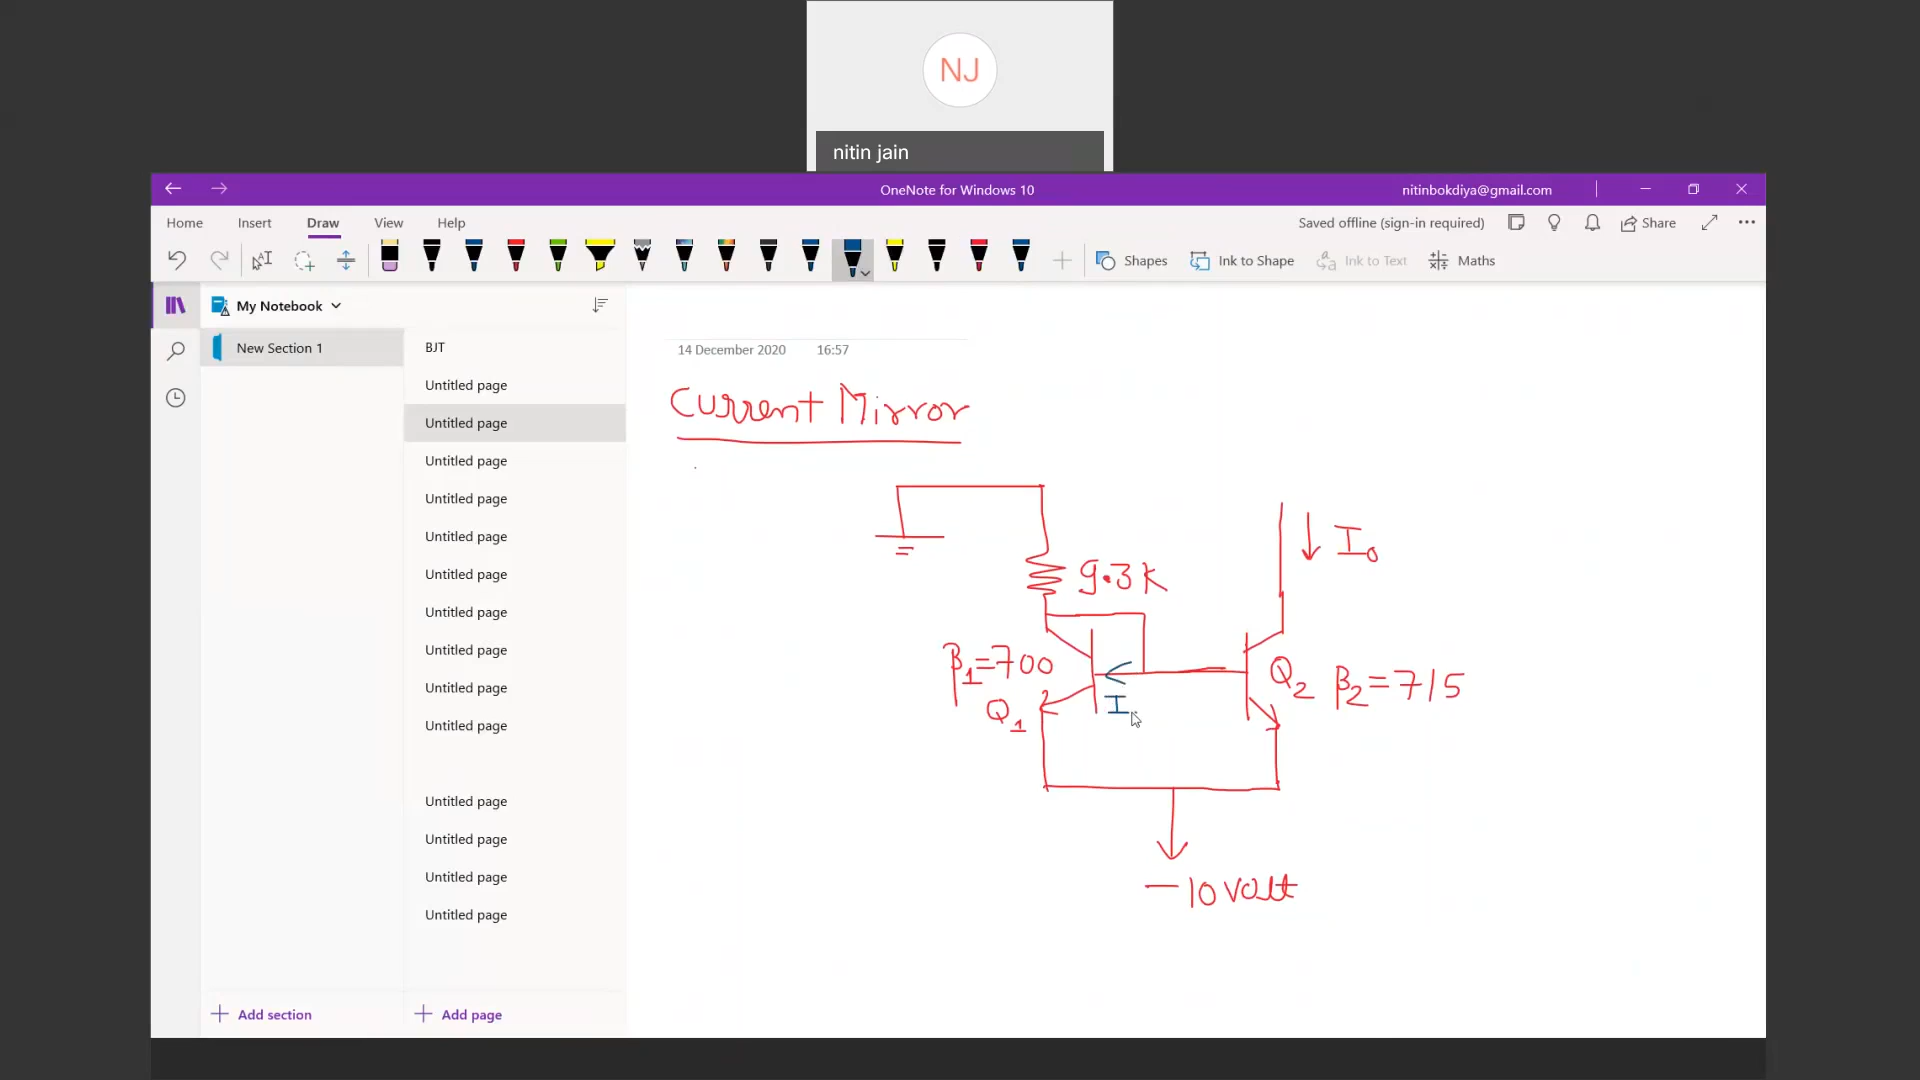 NJ
nitin jain
OneNote for Windows 10
nitinbokdiya@gmail.com
Home Insert Draw View Help
Saved offline (sign-in required)
Share
Shapes
Ink to Shape
Ink to Text
Maths
My Notebook
New Section 1
BJT
Untitled page
Untitled page
Untitled page
Untitled page
Untitled page
Untitled page
Untitled page
Untitled page
Untitled page
Untitled page
Untitled page
Untitled page
Untitled page
Untitled page
Add section
Add page
14 December 2020 16:57
Current Mirror
I₀
9.3K
β₁=700
Q₁
I
Q₂ β₂=715
-10 volt